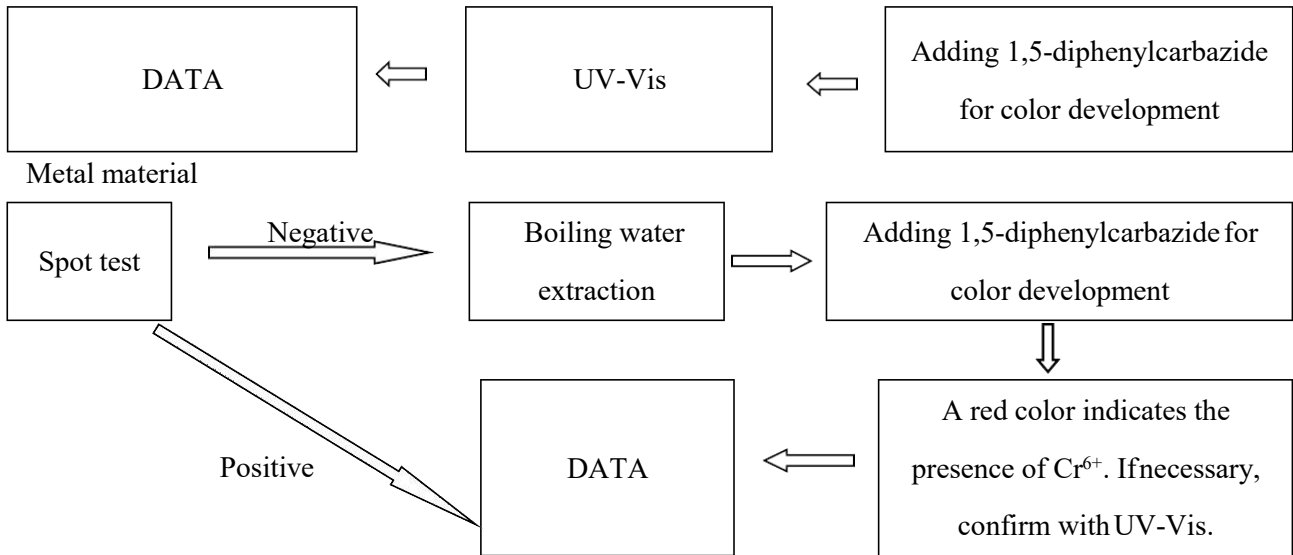 DATA
UV-Vis
Adding 1,5-diphenylcarbazide
for color development
Metal material
Spot test
Negative
Boiling water
extraction
Adding 1,5-diphenylcarbazide for
color development
Positive
DATA
A red color indicates the
presence of Cr⁶⁺. Ifnecessary,
confirm with UV-Vis.